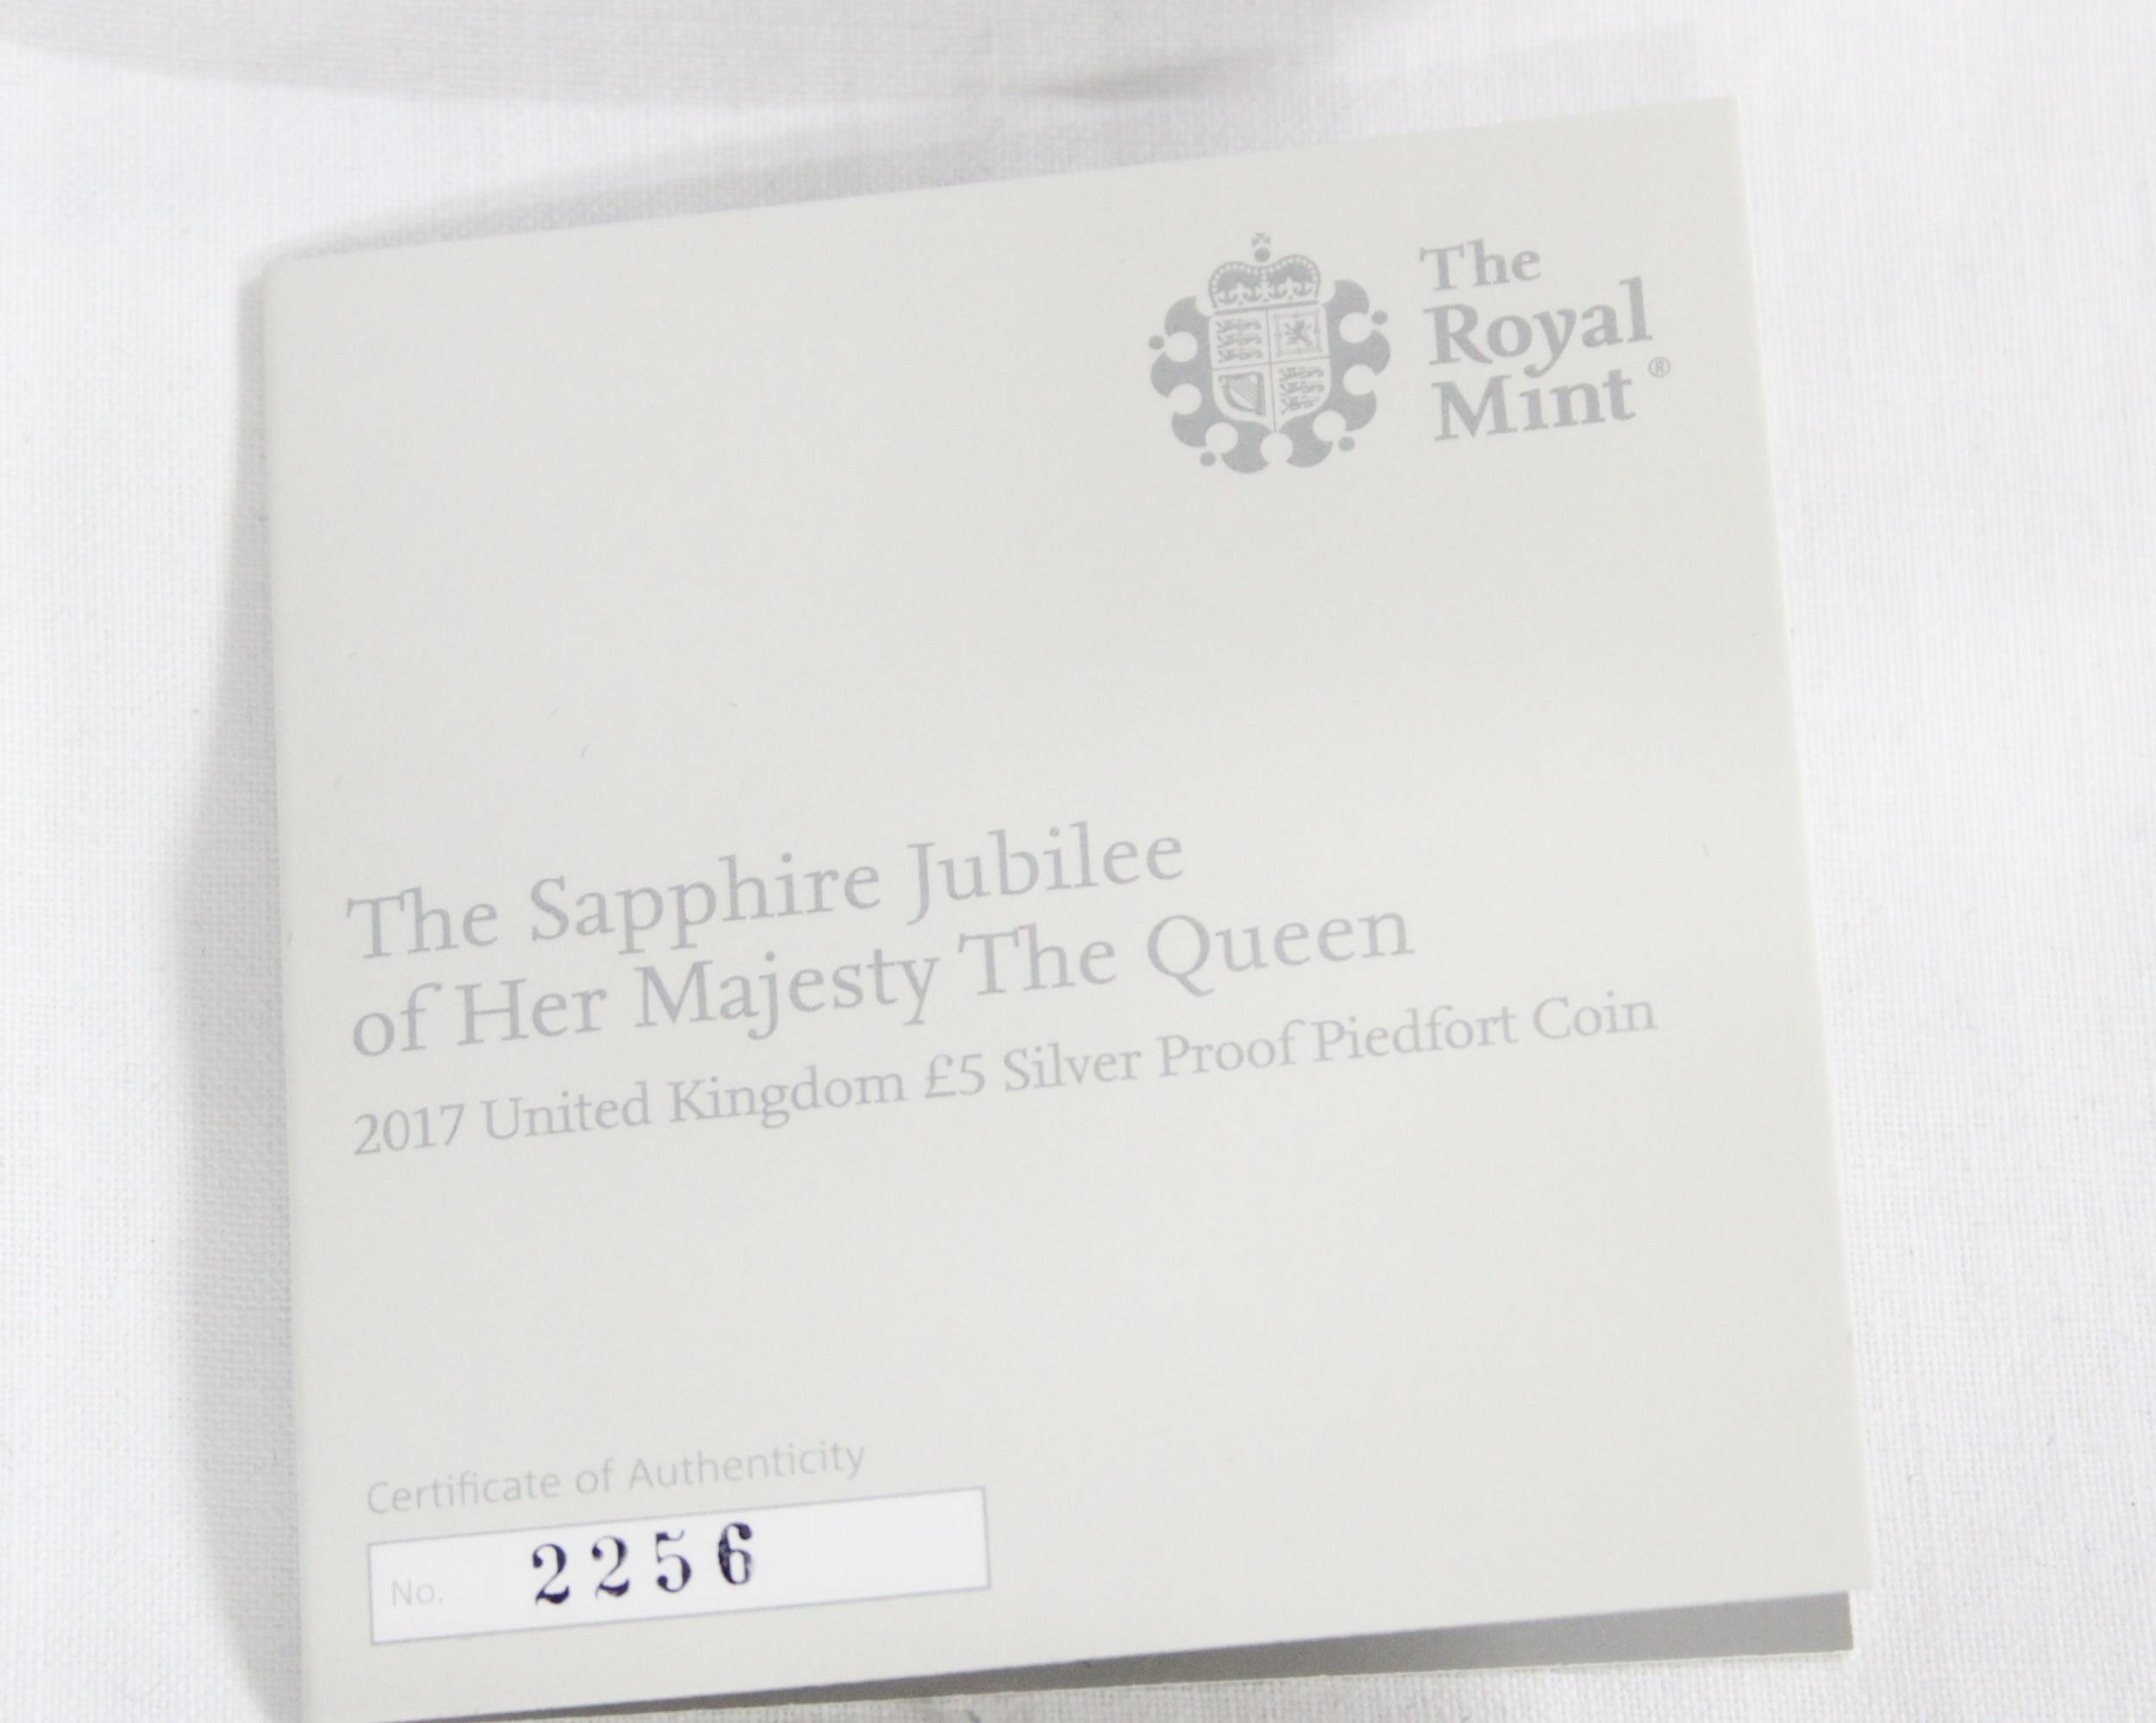 The
Royal
Mint®
The Sapphire Jubilee
of Her Majesty The Queen
2017 United Kingdom £5 Silver Proof Piedfort Coin
Certificate of Authenticity
No. 2256